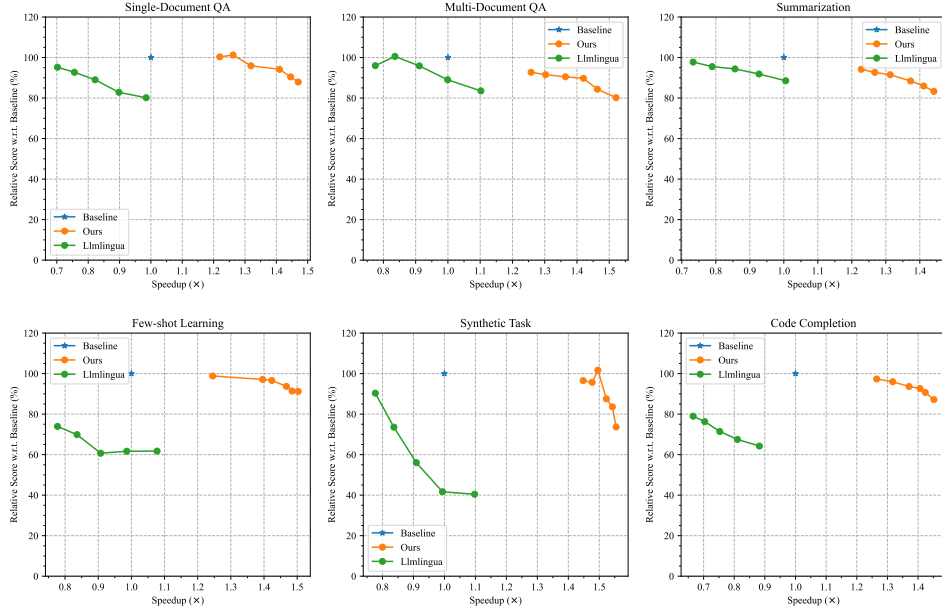 Single-Document QA
Relative Score w.r.t. Baseline (%)
120
100
80
60
40
20
0
Baseline
Ours
Llmlingua
0.7 0.8 0.9 1.0 1.1 1.2 1.3 1.4 1.5
Speedup (×)
Multi-Document QA
Relative Score w.r.t. Baseline (%)
120
100
80
60
40
20
0
Baseline
Ours
Llmlingua
0.8 0.9 1.0 1.1 1.2 1.3 1.4 1.5
Speedup (×)
Summarization
Relative Score w.r.t. Baseline (%)
120
100
80
60
40
20
0
Baseline
Ours
Llmlingua
0.7 0.8 0.9 1.0 1.1 1.2 1.3 1.4
Speedup (×)
Few-shot Learning
Relative Score w.r.t. Baseline (%)
120
100
80
60
40
20
0
Baseline
Ours
Llmlingua
0.8 0.9 1.0 1.1 1.2 1.3 1.4 1.5
Speedup (×)
Synthetic Task
Relative Score w.r.t. Baseline (%)
120
100
80
60
40
20
0
Baseline
Ours
Llmlingua
0.8 0.9 1.0 1.1 1.2 1.3 1.4 1.5
Speedup (×)
Code Completion
Relative Score w.r.t. Baseline (%)
120
100
80
60
40
20
0
Baseline
Ours
Llmlingua
0.7 0.8 0.9 1.0 1.1 1.2 1.3 1.4
Speedup (×)